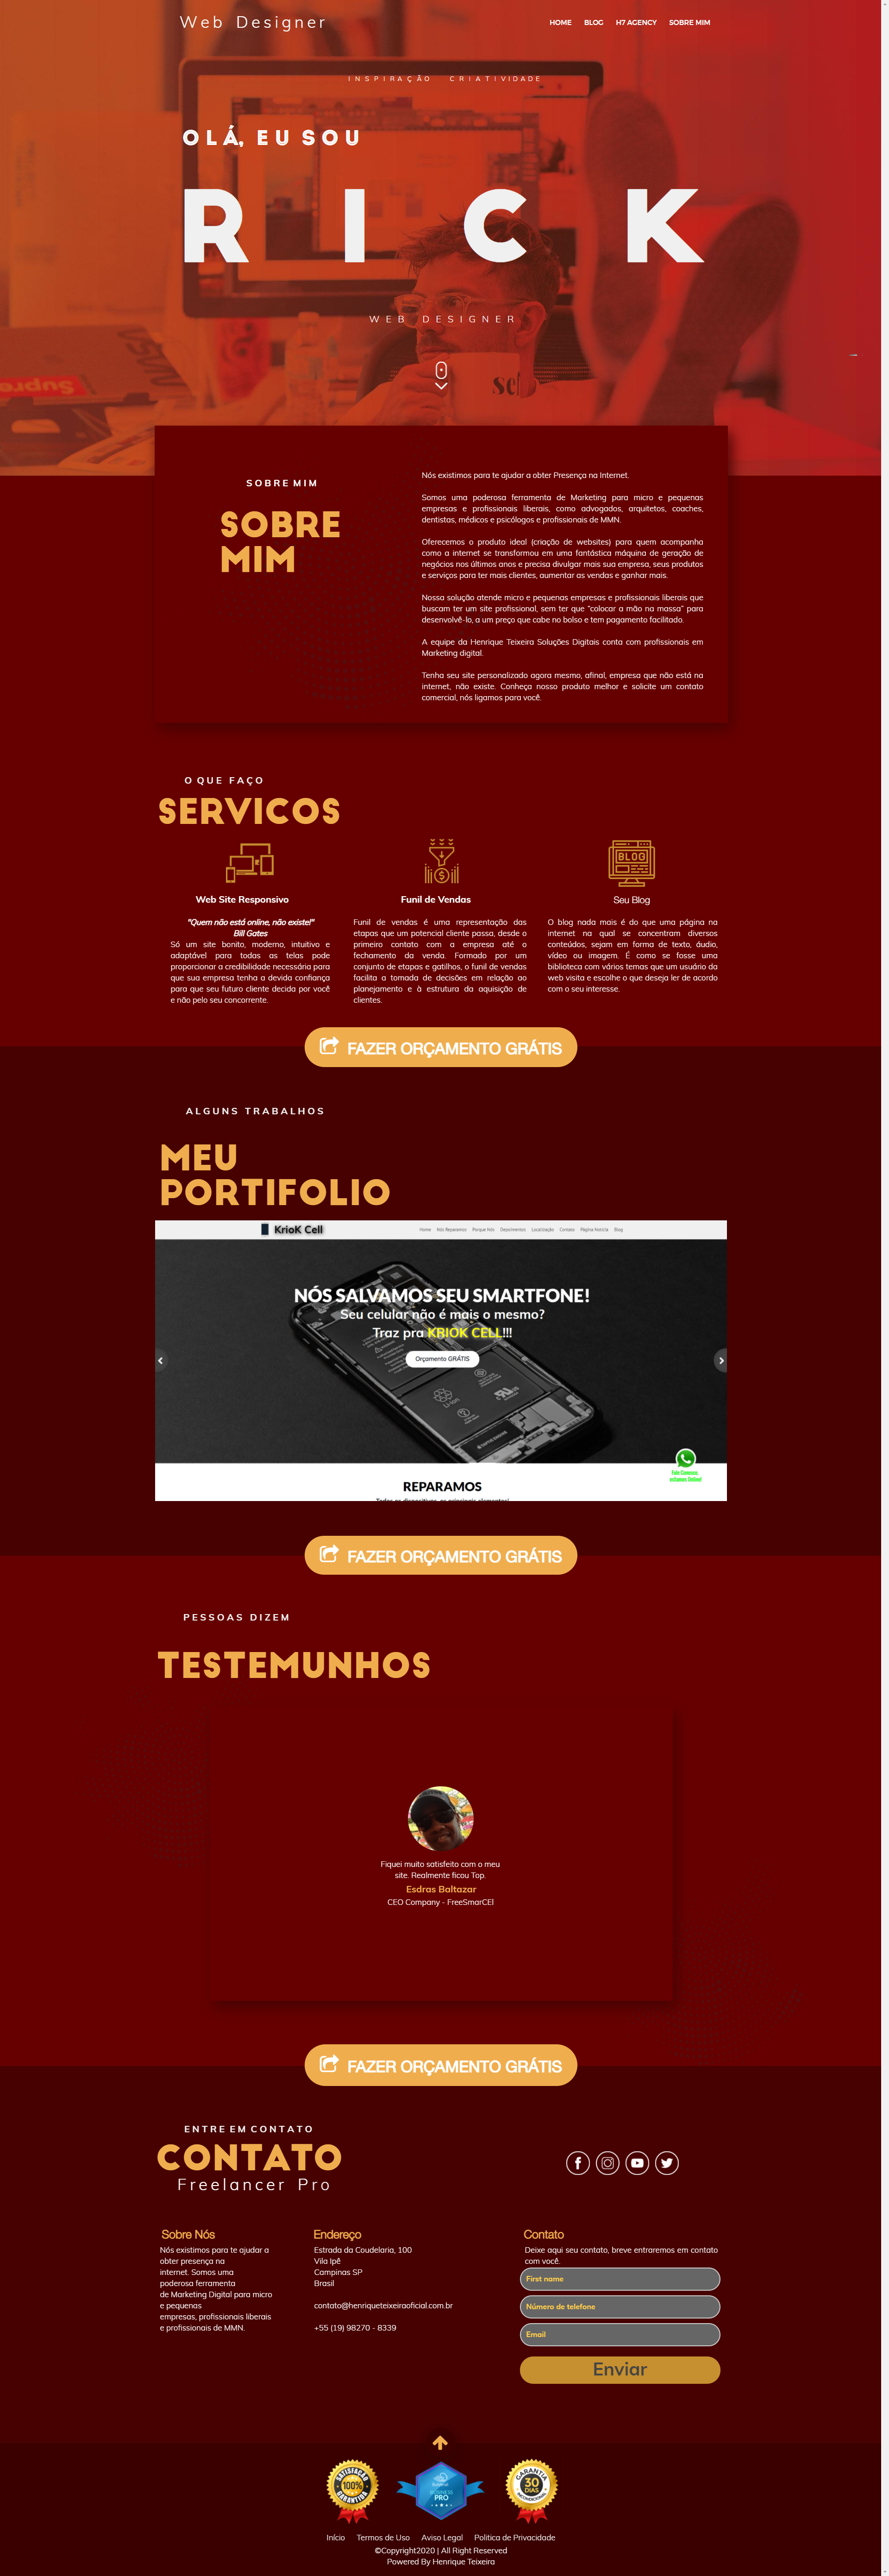 Web Designer
HOME BLOG H7 AGENCY SOBRE MIM
INSPIRAÇÃO CRIATIVIDADE
OLÁ, EU SOU
RICK
WEB DESIGNER
SOBRE MIM
SOBRE
MIM
Nós existimos para te ajudar a obter Presença na Internet.
Somos uma poderosa ferramenta de Marketing para micro e pequenas
empresas e profissionais liberais, como advogados, arquitetos, coaches,
dentistas, médicos e psicólogos e profissionais de MMN.
Oferecemos o produto ideal (criação de websites) para quem acompanha
como a internet se transformou em uma fantástica máquina de geração de
negócios nos últimos anos e precisa divulgar mais sua empresa, seus produtos
e serviços para ter mais clientes, aumentar as vendas e ganhar mais.
Nossa solução atende micro e pequenas empresas e profissionais liberais que
buscam ter um site profissional, sem ter que "colocar a mão na massa" para
desenvolvê-lo, a um preço que cabe no bolso e tem pagamento facilitado.
A equipe da Henrique Teixeira Soluções Digitais conta com profissionais em
Marketing digital.
Tenha seu site personalizado agora mesmo, afinal, empresa que não está na
internet, não existe. Conheça nosso produto melhor e solicite um contato
comercial, nós ligamos para você.
O QUE FAÇO
SERVICOS
BLOG
Web Site Responsivo
"Quem não está online, não existe!"
Bill Gates
Só um site bonito, moderno, intuitivo e
adaptável para todas as telas pode
proporcionar a credibilidade necessária para
que sua empresa tenha a devida confiança
para que seu futuro cliente decida por você
e não pelo seu concorrente.
Funil de Vendas
Funil de vendas é uma representação das
etapas que um potencial cliente passa, desde o
primeiro contato com a empresa até o
fechamento da venda. Formado por um
conjunto de etapas e gatilhos, o funil de vendas
facilita a tomada de decisões em relação ao
planejamento e à estrutura da aquisição de
clientes.
Seu Blog
O blog nada mais é do que uma página na
internet na qual se concentram diversos
conteúdos, sejam em forma de texto, áudio,
vídeo ou imagem. É como se fosse uma
biblioteca com vários temas que um usuário da
web visita e escolhe o que deseja ler de acordo
com o seu interesse.
FAZER ORÇAMENTO GRÁTIS
ALGUNS TRABALHOS
MEU
PORTIFOLIO
KrioK Cell
Home Nós Reparamos Porque Nós Depoimentos Localização Contato Página Notícia Blog
NÓS SALVAMOS SEU SMARTFONE!
Seu celular não é mais o mesmo?
Traz pra KRIOK CELL!!!
Orçamento GRÁTIS
REPARAMOS
FAZER ORÇAMENTO GRÁTIS
PESSOAS DIZEM
TESTEMUNHOS
Fiquei muito satisfeito com o meu
site. Realmente ficou Top.
Esdras Baltazar
CEO Company - FreeSmarCEl
FAZER ORÇAMENTO GRÁTIS
ENTRE EM CONTATO
CONTATO
Freelancer Pro
Sobre Nós
Nós existimos para te ajudar a
obter presença na
internet. Somos uma
poderosa ferramenta
de Marketing Digital para micro
e pequenas
empresas, profissionais liberais
e profissionais de MMN.
Endereço
Estrada da Coudelaria, 100
Vila Ipê
Campinas SP
Brasil
contato@henriqueteixeiraoficial.com.br
+55 (19) 98270 - 8339
Contato
Deixe aqui seu contato, breve entraremos em contato
com você.
First name
Número de telefone
Email
Enviar
SATISFAÇÃO
100%
GARANTIDA
BUSINESS
PRO
GARANTIA
30
DIAS
INCONDICIONAL
Início Termos de Uso Aviso Legal Politica de Privacidade
©Copyright2020 | All Right Reserved
Powered By Henrique Teixeira